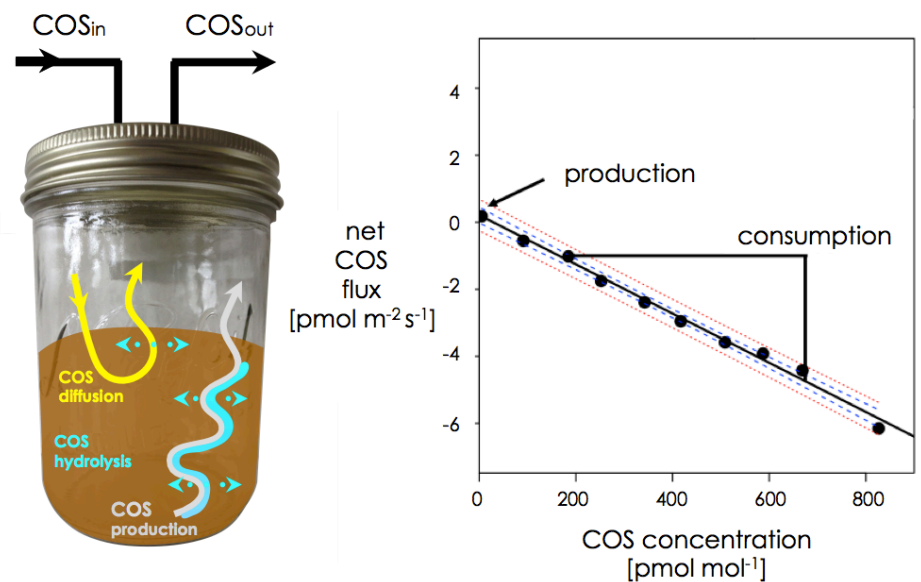 COSin
COSout
COS
diffusion
COS
hydrolysis
COS
production
net
COS
flux
[pmol m-2 s-1]
production
consumption
4
2
0
-2
-4
-6
0
200
400
600
800
COS concentration
[pmol mol-1]